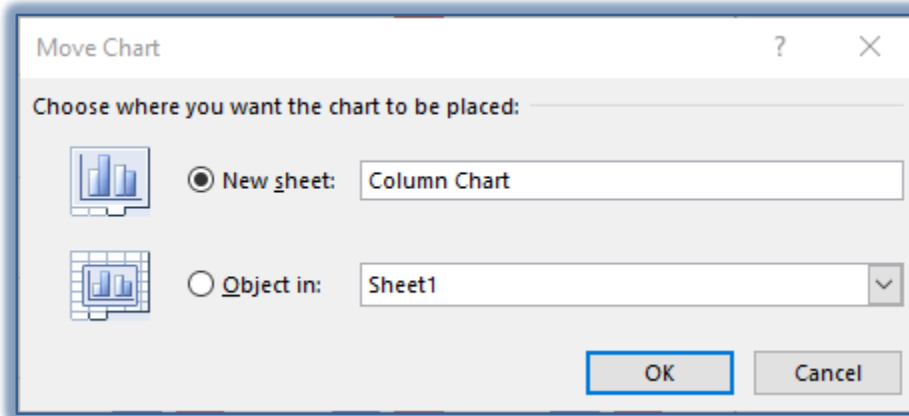 Move Chart ?
Choose where you want the chart to be placed:
New sheet: Column Chart
Object in: Sheet1
OK Cancel